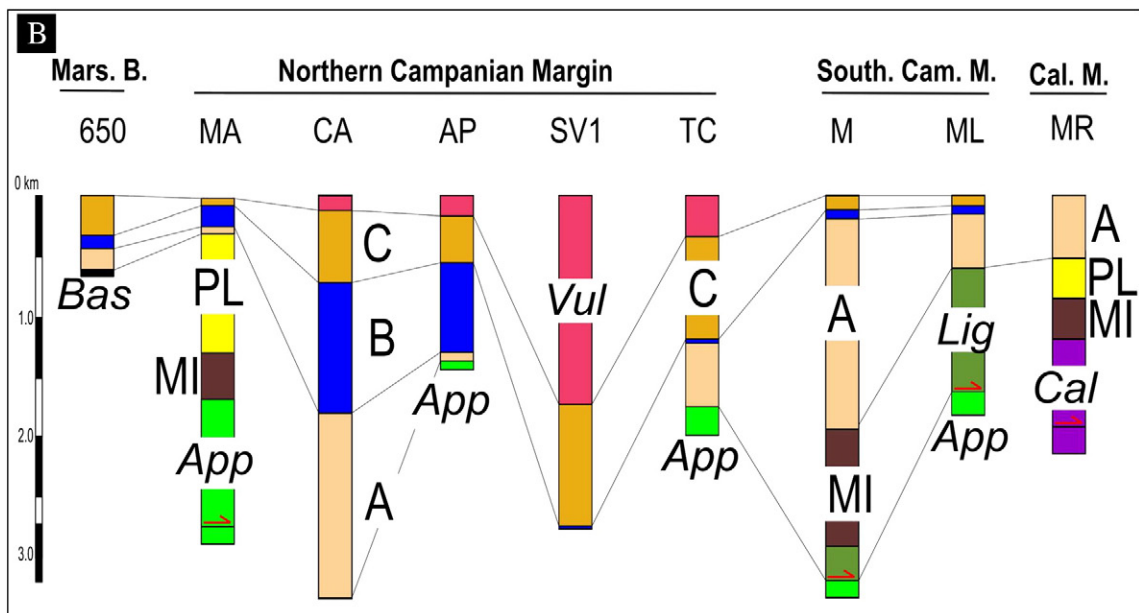 B
Mars. B.
Northern Campanian Margin
South. Cam. M.
Cal. M.
650
MA
CA
AP
SV1
TC
M
ML
MR
0 km
1.0
2.0
3.0
Bas
PL
MI
App
C
B
A
App
Vul
C
App
A
MI
Lig
App
A
PL
MI
Cal